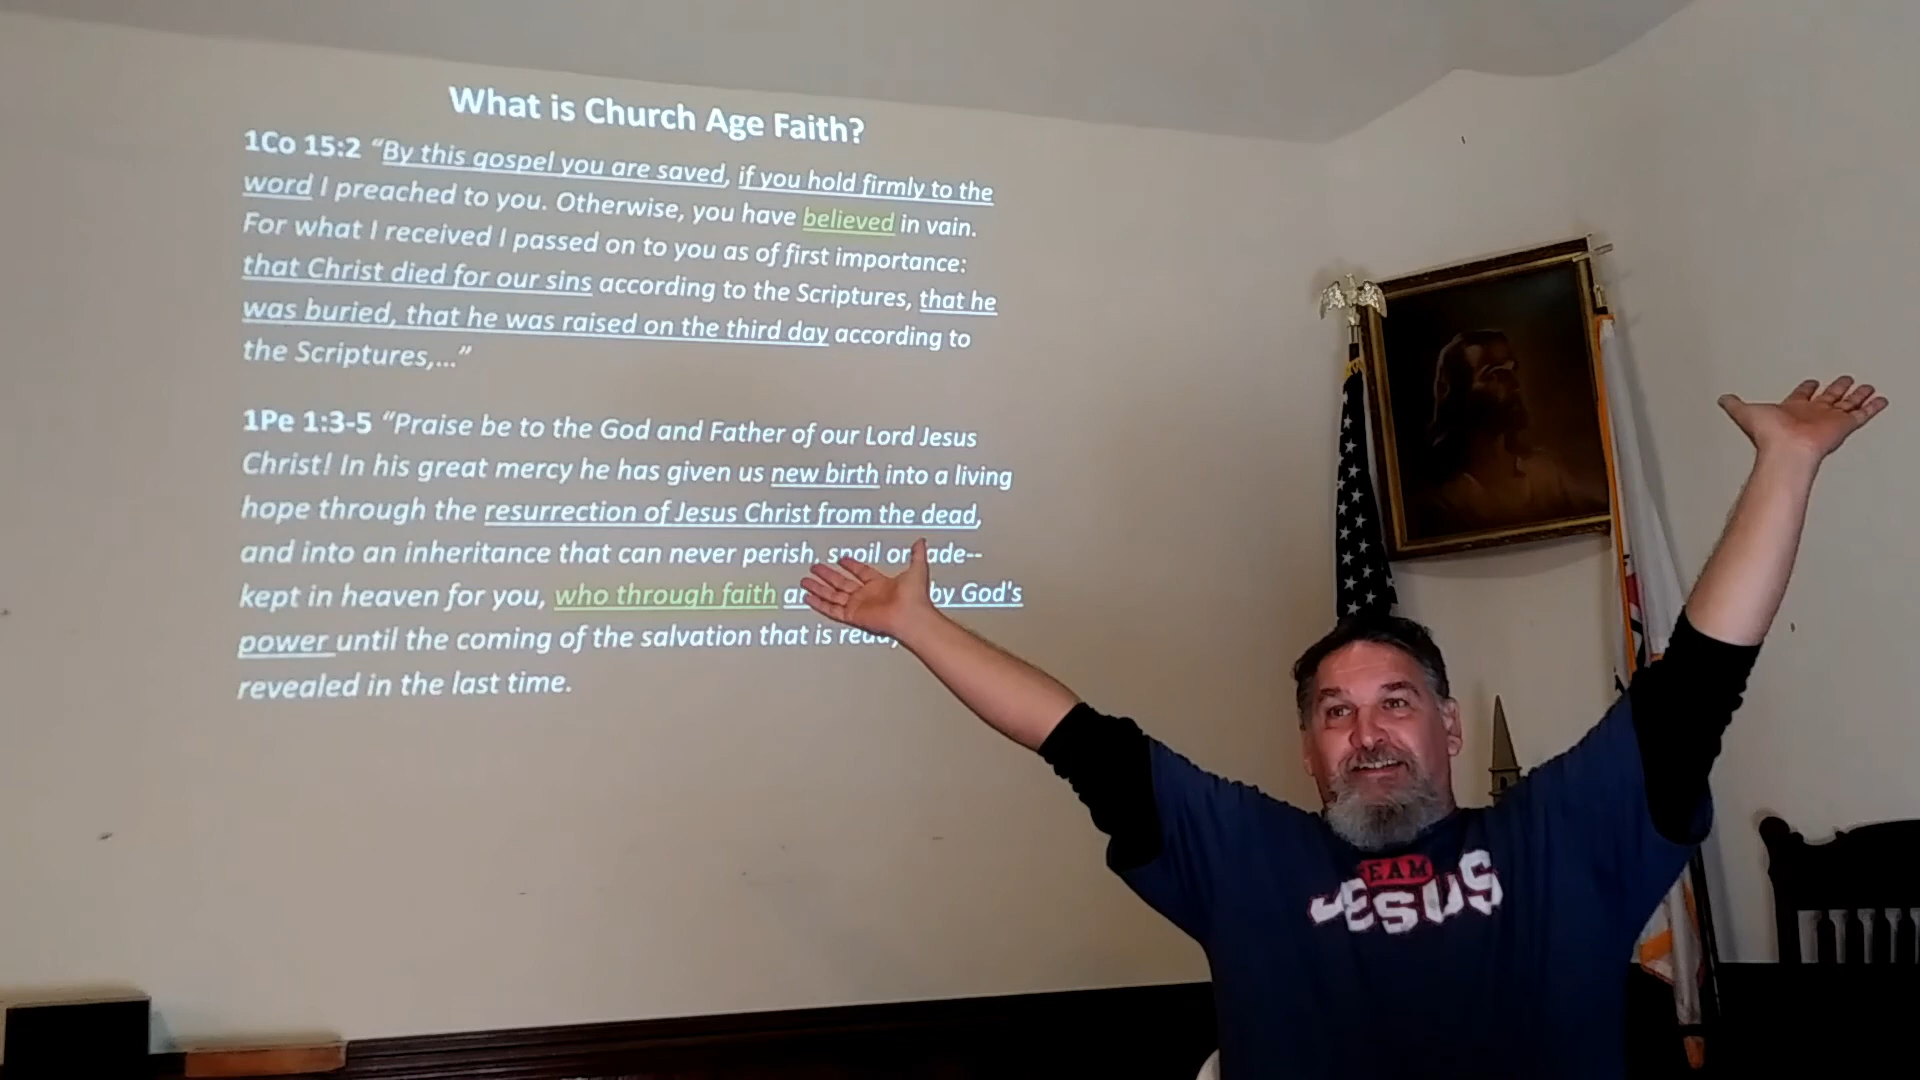 What is Church Age Faith?
1Co 15:2 “By this gospel you are saved, if you hold firmly to the
word I preached to you. Otherwise, you have believed in vain.
For what I received I passed on to you as of first importance:
that Christ died for our sins according to the Scriptures, that he
was buried, that he was raised on the third day according to
the Scriptures,...”
1Pe 1:3-5 “Praise be to the God and Father of our Lord Jesus
Christ! In his great mercy he has given us new birth into a living
hope through the resurrection of Jesus Christ from the dead,
and into an inheritance that can never perish, spoil or
kept in heaven for you, who through faith by God's
power until the coming of the salvation that is
revealed in the last time.
EAM
JESUS